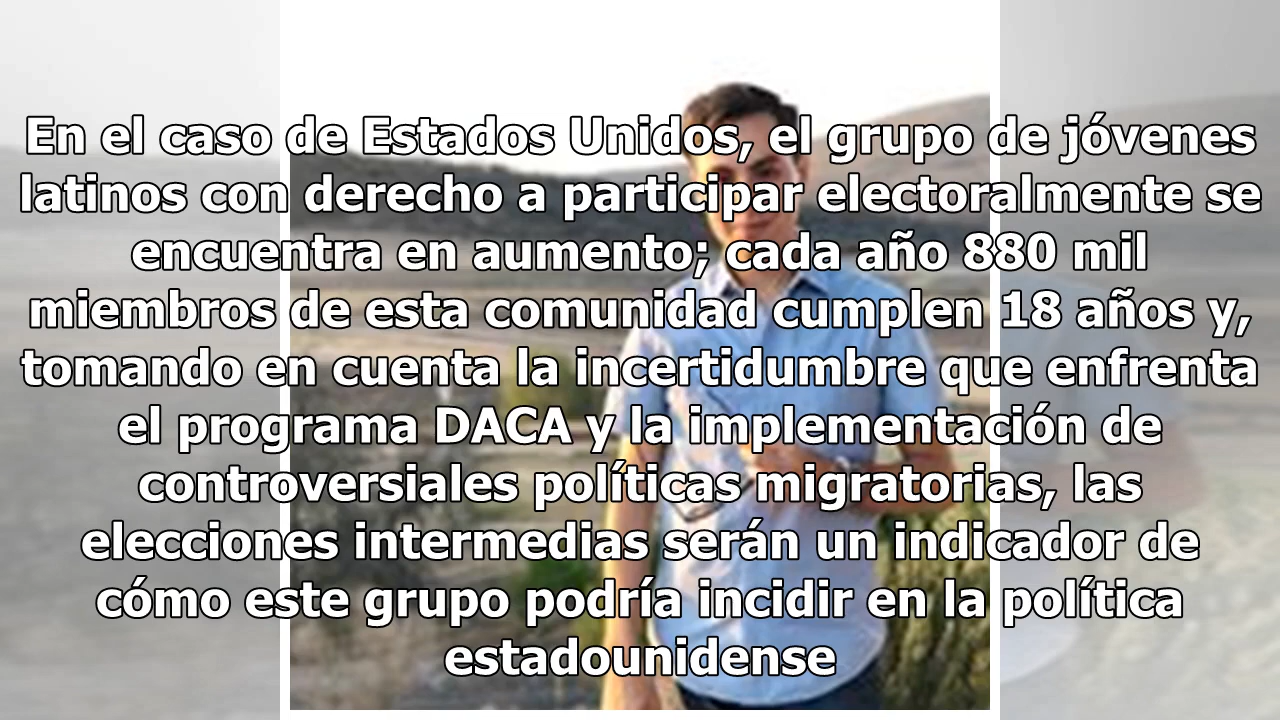 En el caso de Estados Unidos, el grupo de jóvenes
latinos con derecho a participar electoralmente se
encuentra en aumento; cada año 880 mil
miembros de esta comunidad cumplen 18 años y,
tomando en cuenta la incertidumbre que enfrenta
el programa DACA y la implementación de
controversiales políticas migratorias, las
elecciones intermedias serán un indicador de
cómo este grupo podría incidir en la política
estadounidense